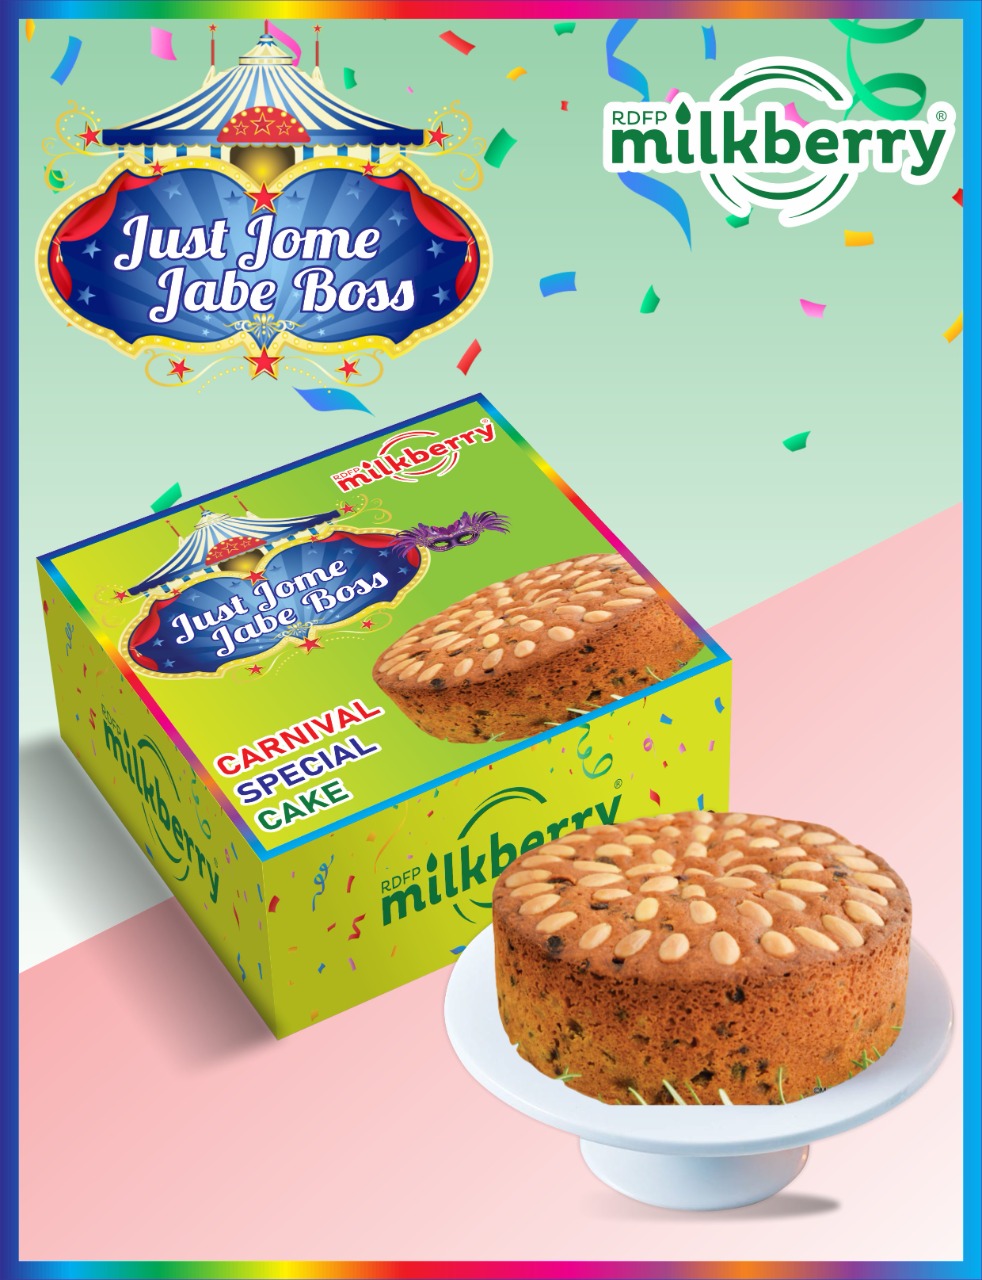 Just Jome
Jabe Boss
RDFP
milkberry®
RDFP
milkberry®
Just Jome
Jabe Boss
CARNIVAL
SPECIAL
CAKE
RDFP
milkberry
RDFP
milkberry®